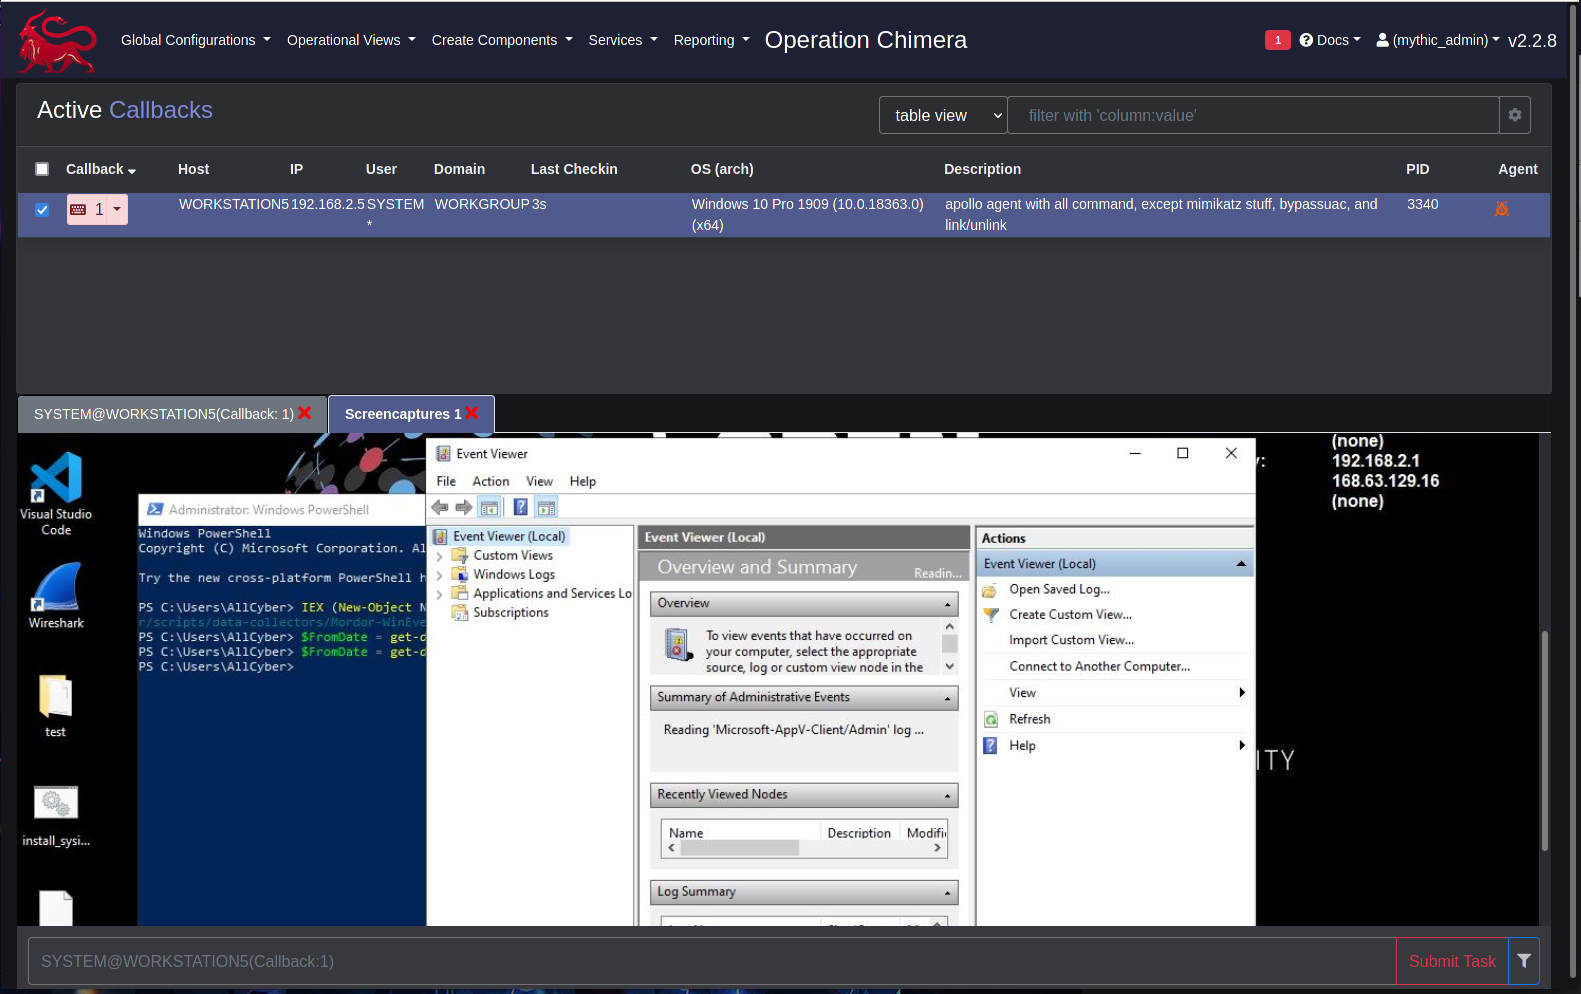 Global Configurations Operational Views Create Components Services Reporting Operation Chimera 1 Docs (mythic_admin) v2.2.8
Active Callbacks table view filter with 'column:value'
Callback Host IP User Domain Last Checkin OS (arch) Description PID Agent
1 WORKSTATION5 192.168.2.5 SYSTEM WORKGROUP 3s Windows 10 Pro 1909 (10.0.18363.0) apollo agent with all command, except mimikatz stuff, bypassuac, and 3340
* (x64) link/unlink
SYSTEM@WORKSTATION5(Callback: 1) Screencaptures 1
(none)
192.168.2.1
168.63.129.16
(none)
Visual Studio
Code
Wireshark
test
install_sysi...
Administrator: Windows PowerShell
Windows PowerShell
Copyright (C) Microsoft Corporation. Al
Try the new cross-platform PowerShell h
PS C:\Users\AllCyber> IEX (New-Object N
r/scripts/data-collectors/Mordor-WinEve
PS C:\Users\AllCyber> $FromDate = get-d
PS C:\Users\AllCyber> $FromDate = get-d
PS C:\Users\AllCyber>
Event Viewer
File Action View Help
Event Viewer (Local)
Custom Views
Windows Logs
Applications and Services Lo
Subscriptions
Event Viewer (Local)
Overview and Summary Readin...
Overview
To view events that have occurred on
your computer, select the appropriate
source, log or custom view node in the
Summary of Administrative Events
Reading 'Microsoft-AppV-Client/Admin' log ...
Recently Viewed Nodes
Name Description Modifi
Log Summary
Actions
Event Viewer (Local)
Open Saved Log...
Create Custom View...
Import Custom View...
Connect to Another Computer...
View
Refresh
Help
ITY
SYSTEM@WORKSTATION5(Callback:1) Submit Task